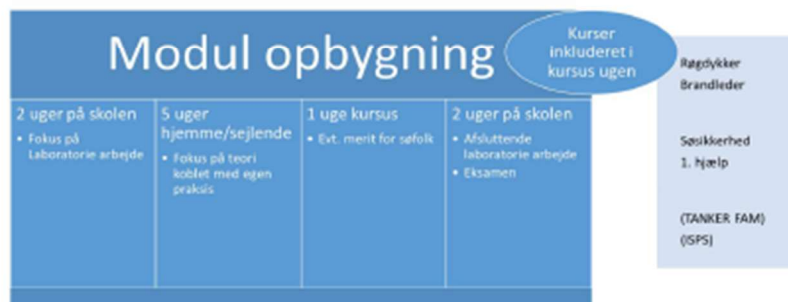 Modul opbygning
Kurser
inkluderet i
kursus ugen
2 uger på skolen
• Fokus på
Laboratorie arbejde
5 uger
hjemme/sejlende
• Fokus på teori
koblet med egen
praksis
1 uge kursus
• Evt. merit for søfolk
2 uger på skolen
• Afsluttende
laboratorie arbejde
• Eksamen
Røgdykker
Brandleder
Søsikkerhed
1. hjælp
(TANKER FAM)
(ISPS)